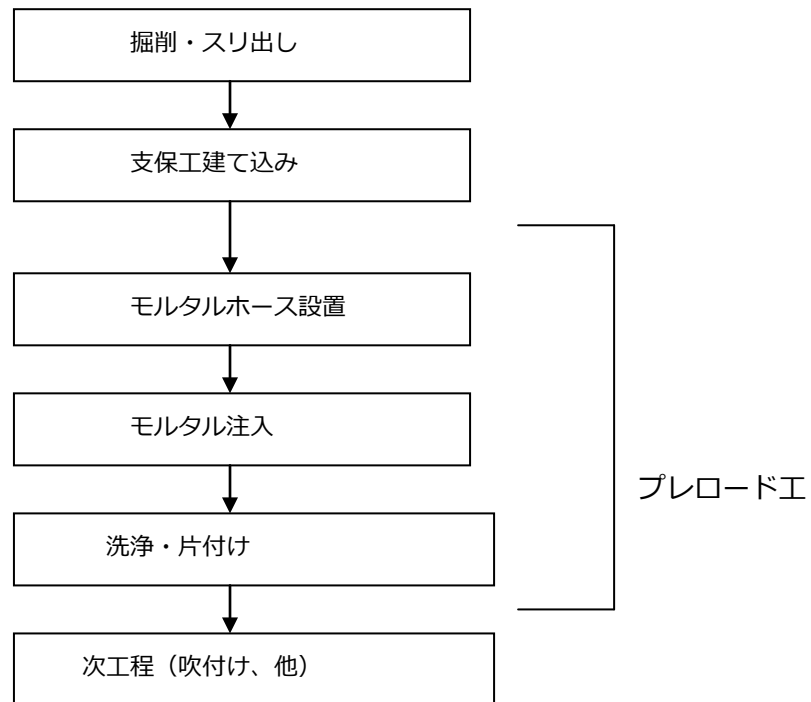 掘削・スリ出し
支保工建て込み
モルタルホース設置
モルタル注入
プレロード工
洗浄・片付け
次工程（吹付け、他）